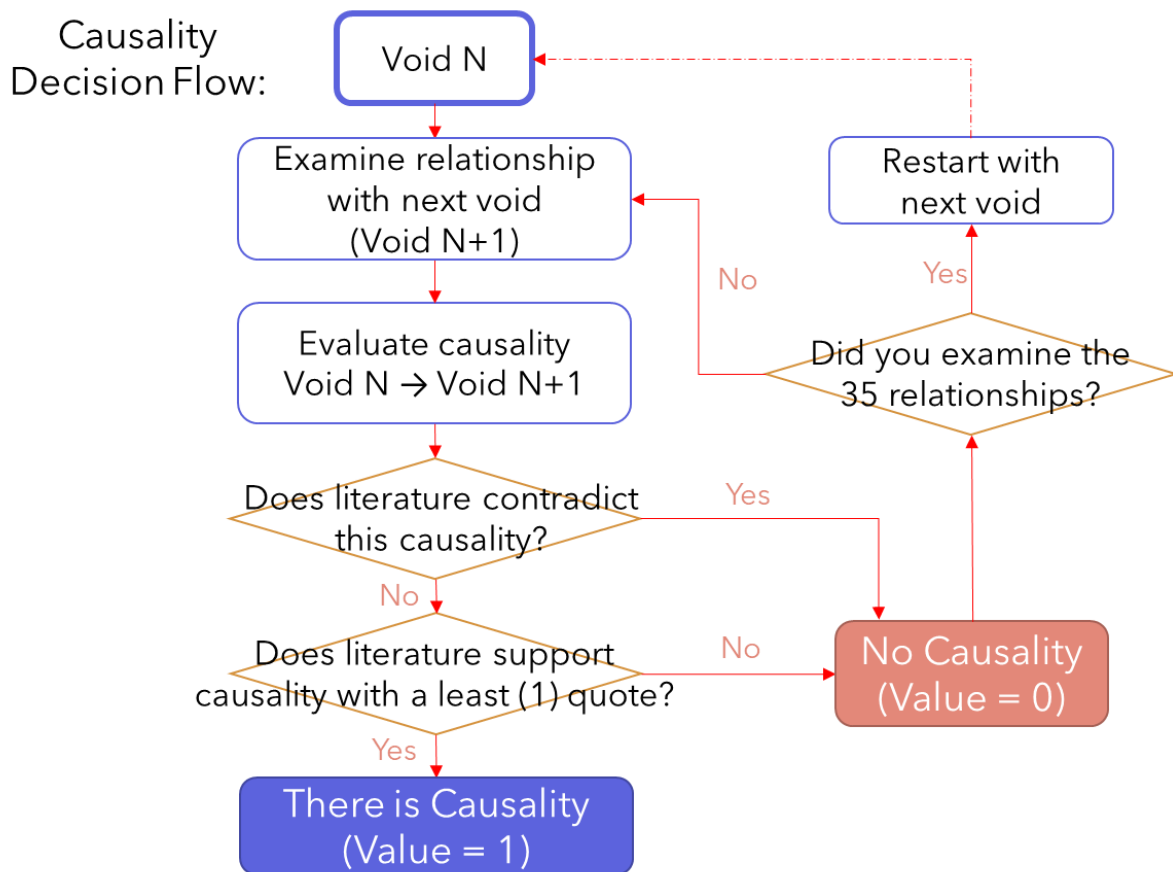 Causality
Decision Flow:
Void N
Examine relationship
with next void
(Void N+1)
Evaluate causality
Void N → Void N+1
Does literature contradict
this causality?
Yes
No
Does literature support
causality with a least (1) quote?
No
Yes
There is Causality
(Value = 1)
No Causality
(Value = 0)
Did you examine the
35 relationships?
No
Yes
Restart with
next void